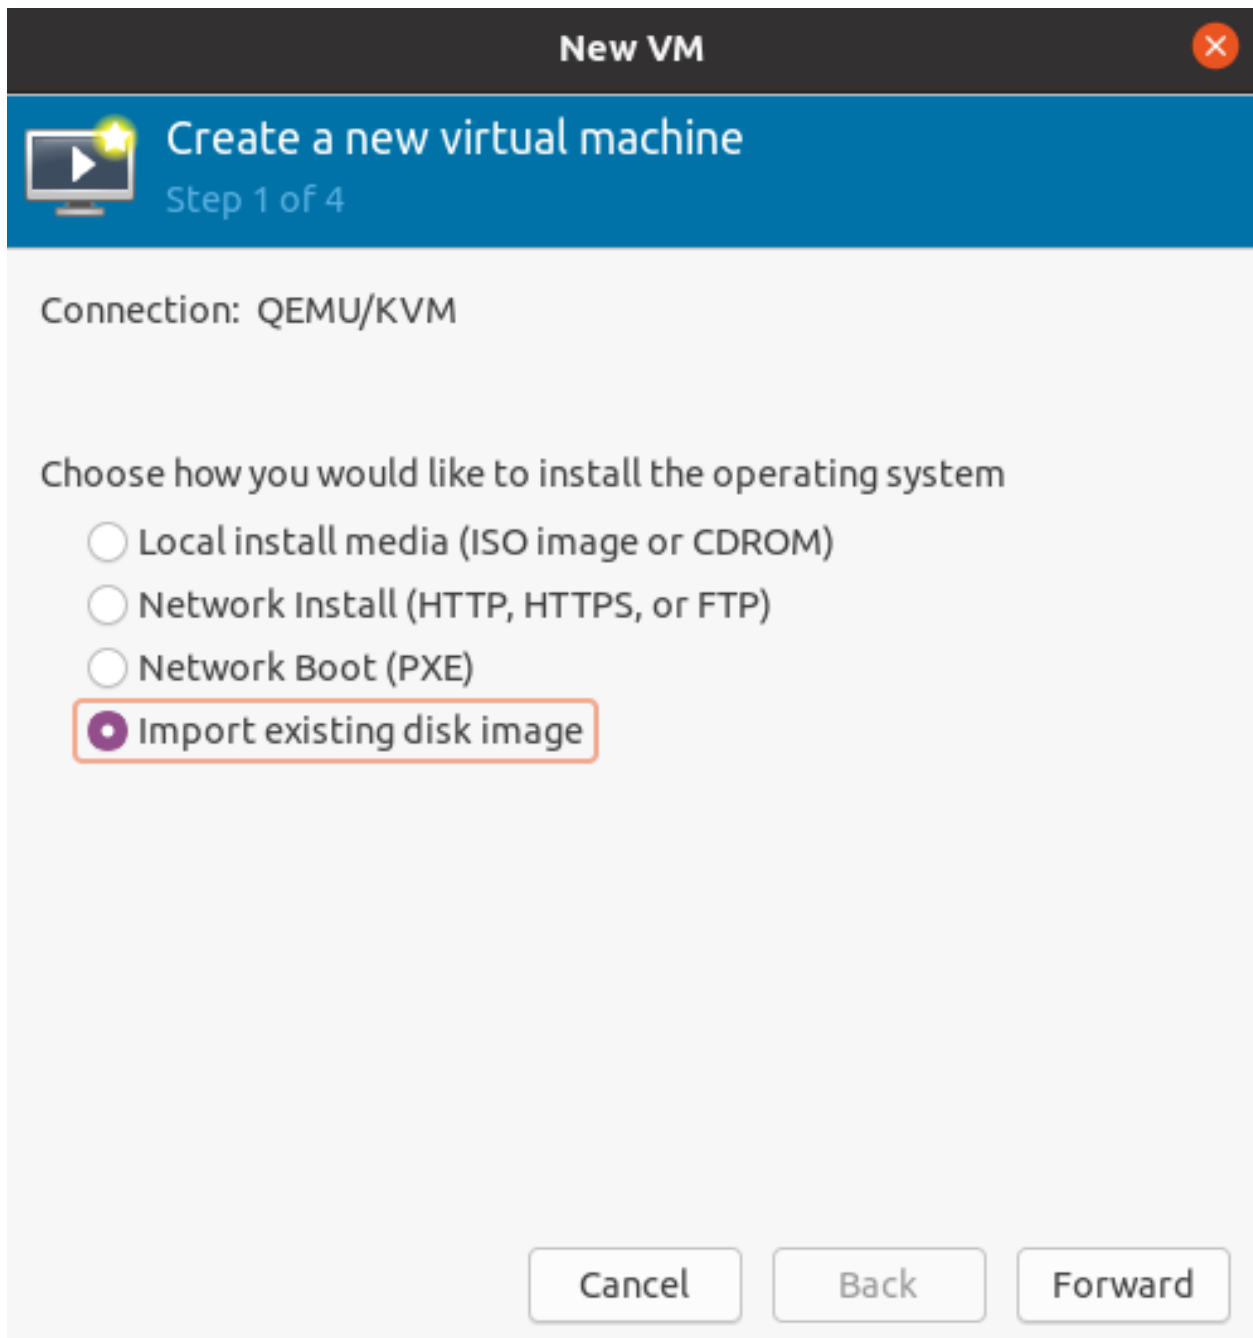 New VM
Create a new virtual machine
Step 1 of 4
Connection: QEMU/KVM
Choose how you would like to install the operating system
Local install media (ISO image or CDROM)
Network Install (HTTP, HTTPS, or FTP)
Network Boot (PXE)
Import existing disk image
Cancel Back Forward